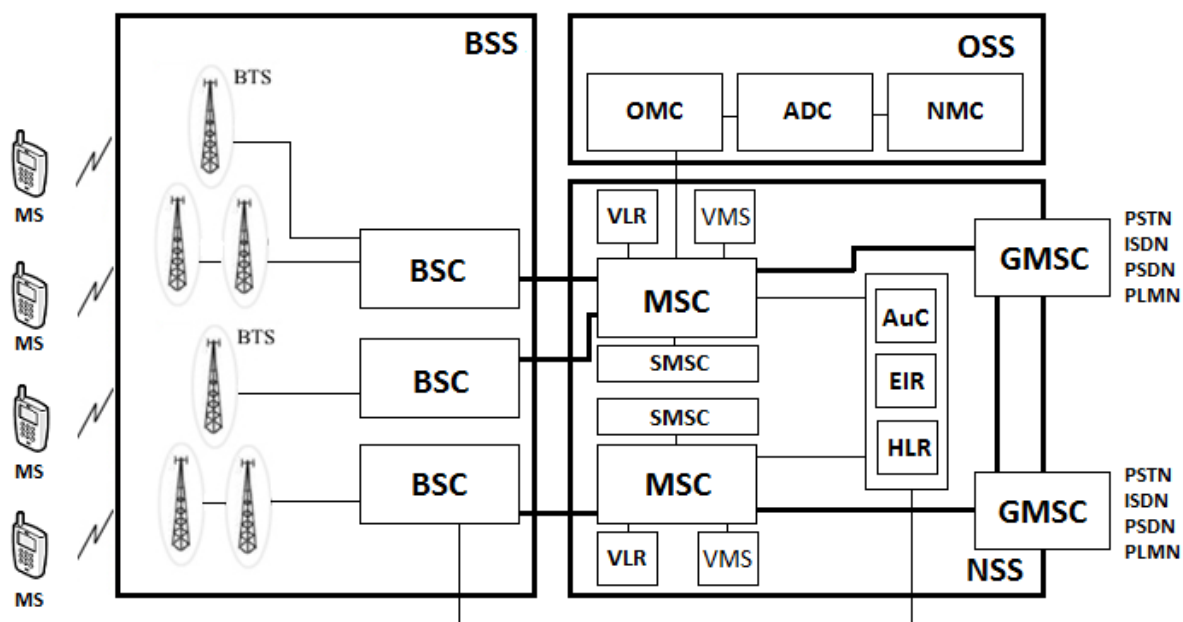 BSS
BTS
BTS
MS
MS
MS
MS
BSC
BSC
BSC
OSS
OMC
ADC
NMC
VLR
VMS
MSC
SMSC
SMSC
MSC
VLR
VMS
AuC
EIR
HLR
GMSC
GMSC
NSS
PSTN
ISDN
PSDN
PLMN
PSTN
ISDN
PSDN
PLMN